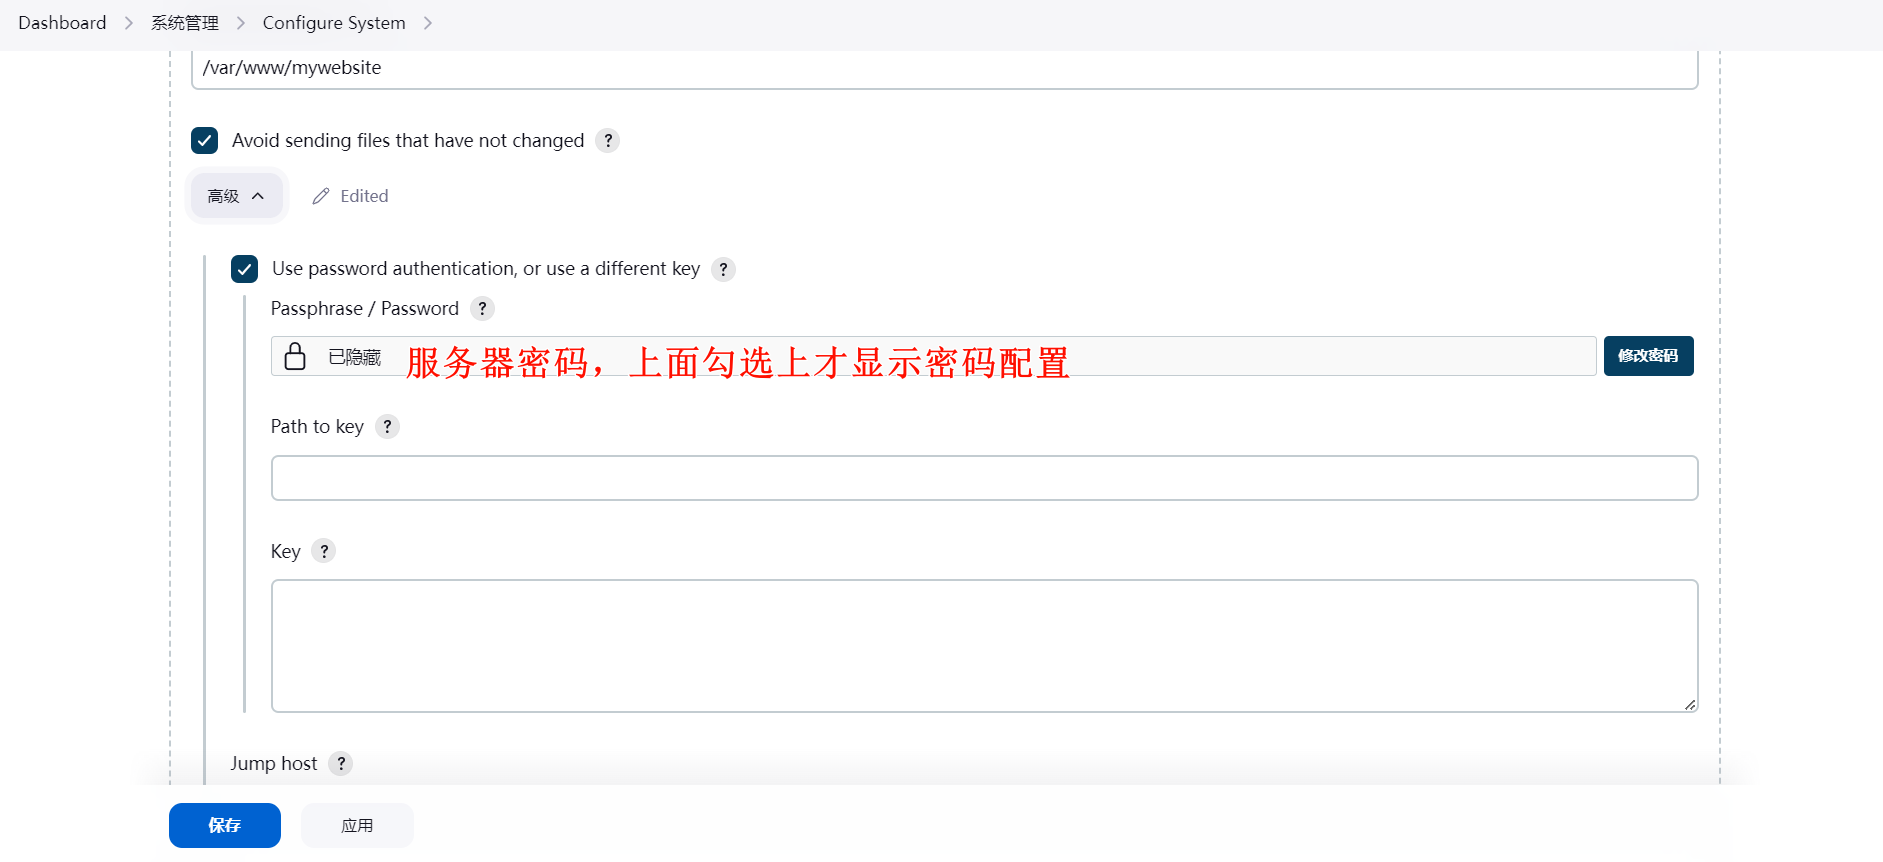 Dashboard 系统管理 Configure System
/var/www/mywebsite
Avoid sending files that have not changed ?
高级 Edited
Use password authentication, or use a different key ?
Passphrase / Password ?
已隐藏 服务器密码，上面勾选上才显示密码配置 修改密码
Path to key ?
Key ?
Jump host ?
保存 应用